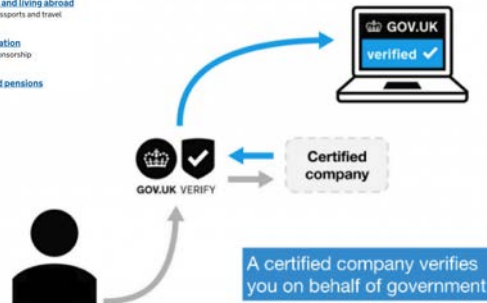 and living abroad
ssports and travel
ation
nsorship
d pensions
GOV.UK
verified
Certified
company
GOV.UK VERIFY
A certified company verifies
you on behalf of government